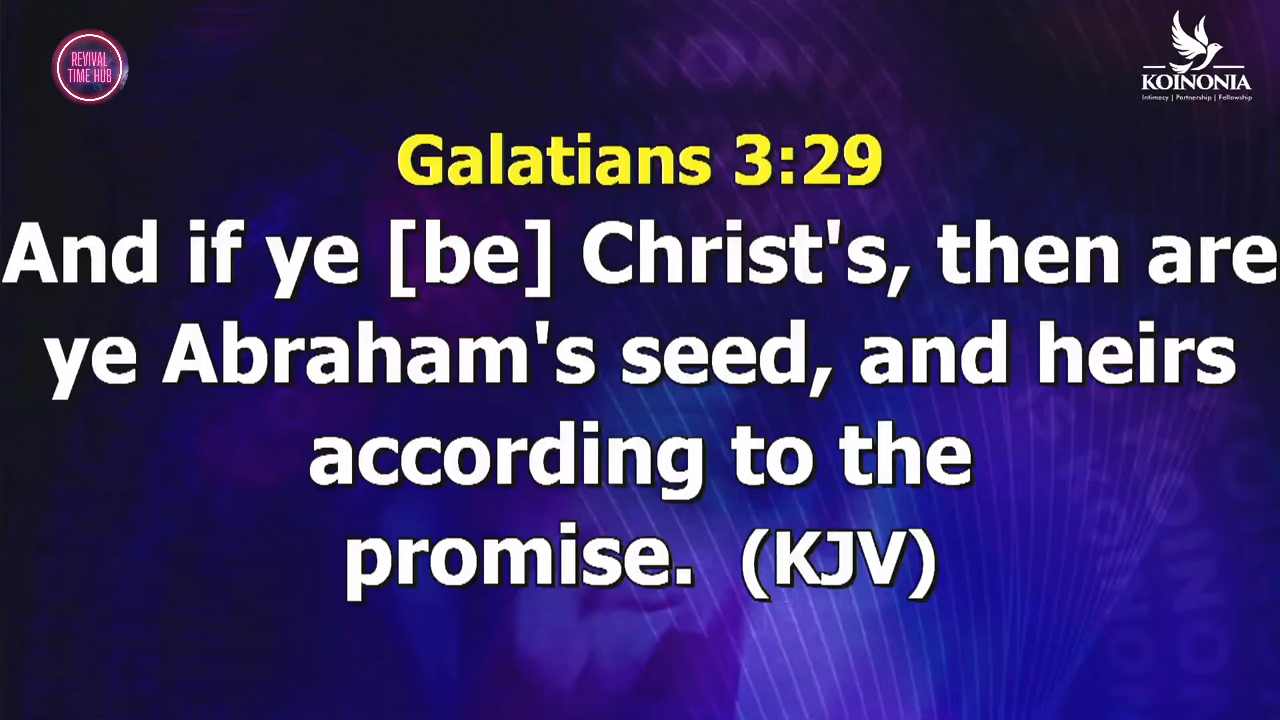 REVIVAL
TIME HUB
KOINONIA
Intimacy | Partnership | Fellowship
Galatians 3:29
And if ye [be] Christ's, then are
ye Abraham's seed, and heirs
according to the
promise. (KJV)